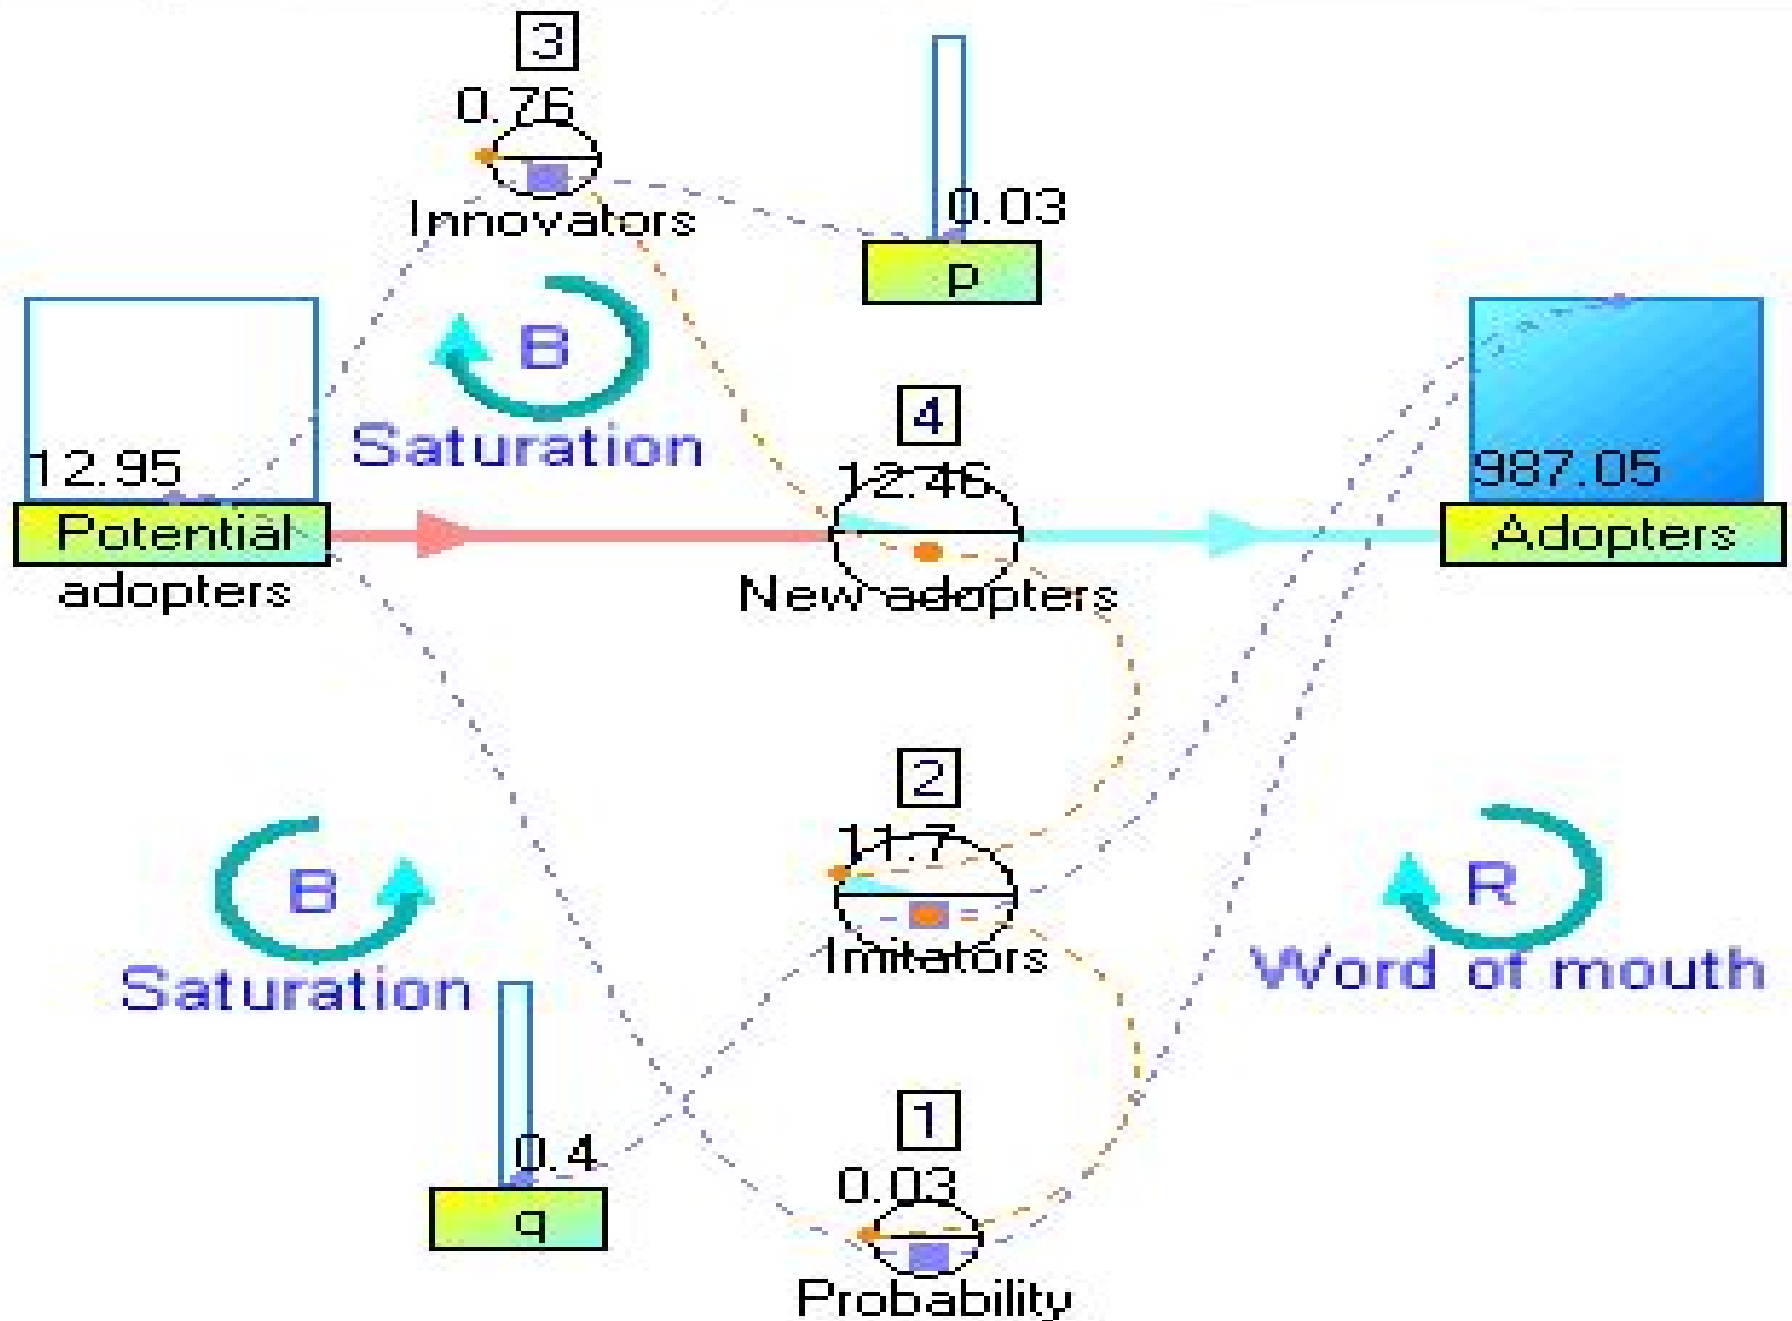 3
0.76
Innovators
0.03
p
B
Saturation
4
12.95
12.46
987.05
Potential
adopters
New adopters
Adopters
2
11.7
Imitators
B
Saturation
R
Word of mouth
1
0.4
0.03
q
Probability